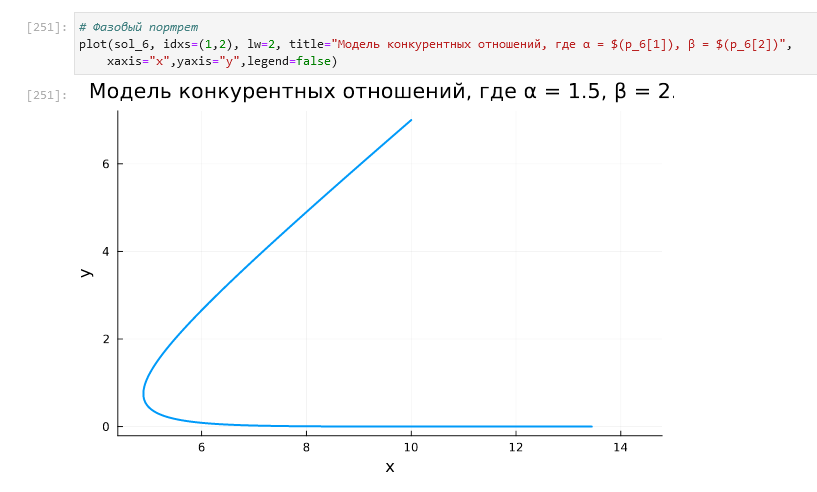 [251]: # Фазовый портрет
plot(sol_6, idxs=(1,2), lw=2, title="Модель конкурентных отношений, где α = $(p_6[1]), β = $(p_6[2])",
xaxis="x",yaxis="y",legend=false)
[251]: Модель конкурентных отношений, где α = 1.5, β = 2.
6
4
y
2
0
6 8 10 12 14
x